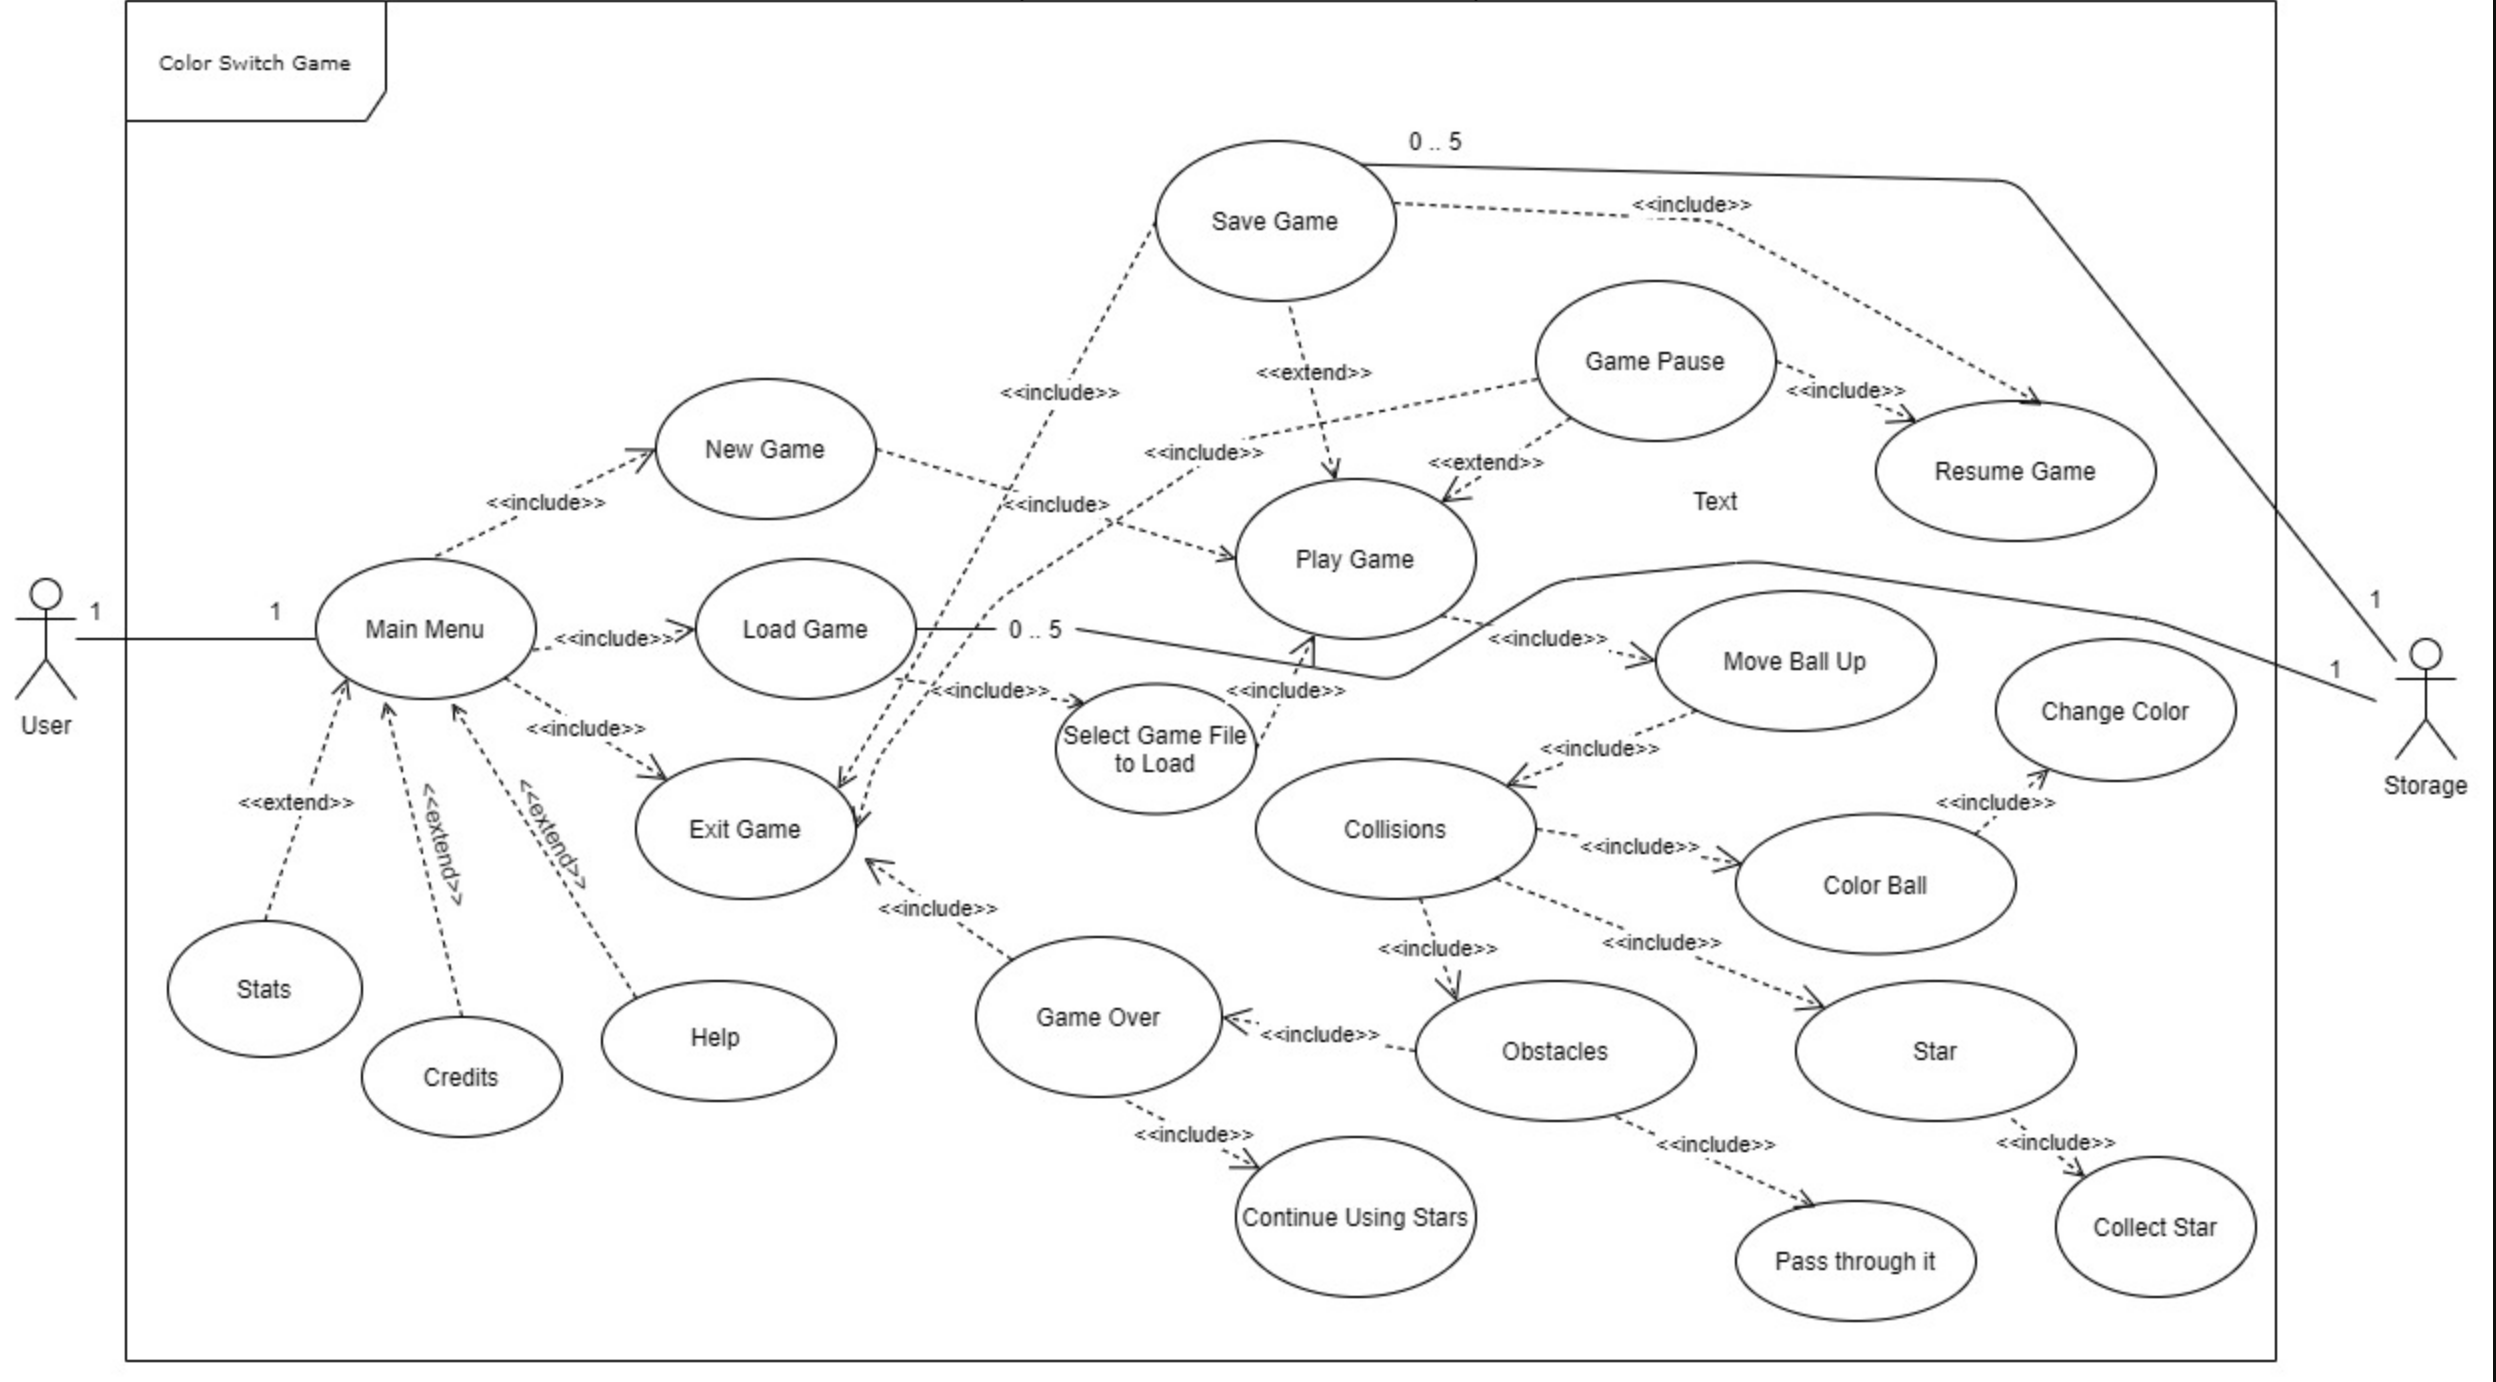 Color Switch Game
0 .. 5
<<include>>
Save Game
Game Pause
<<extend>>
<<include>>
<<include>>
New Game
<<include>>
<<extend>>
Resume Game
<<include>>
<<include>
Text
Play Game
1
1
1
Main Menu
<<include>>
Load Game
0 .. 5
<<include>>
Move Ball Up
1
<<include>>
<<include>>
Change Color
User
<<include>>
Select Game File
to Load
<<include>>
Storage
<<extend>>
<<extend>>
<<extend>>
Exit Game
Collisions
<<include>>
<<include>>
Color Ball
<<include>>
<<include>>
<<include>>
Stats
Credits
Help
Game Over
<<include>>
Obstacles
Star
<<include>>
<<include>>
<<include>>
Continue Using Stars
Pass through it
Collect Star